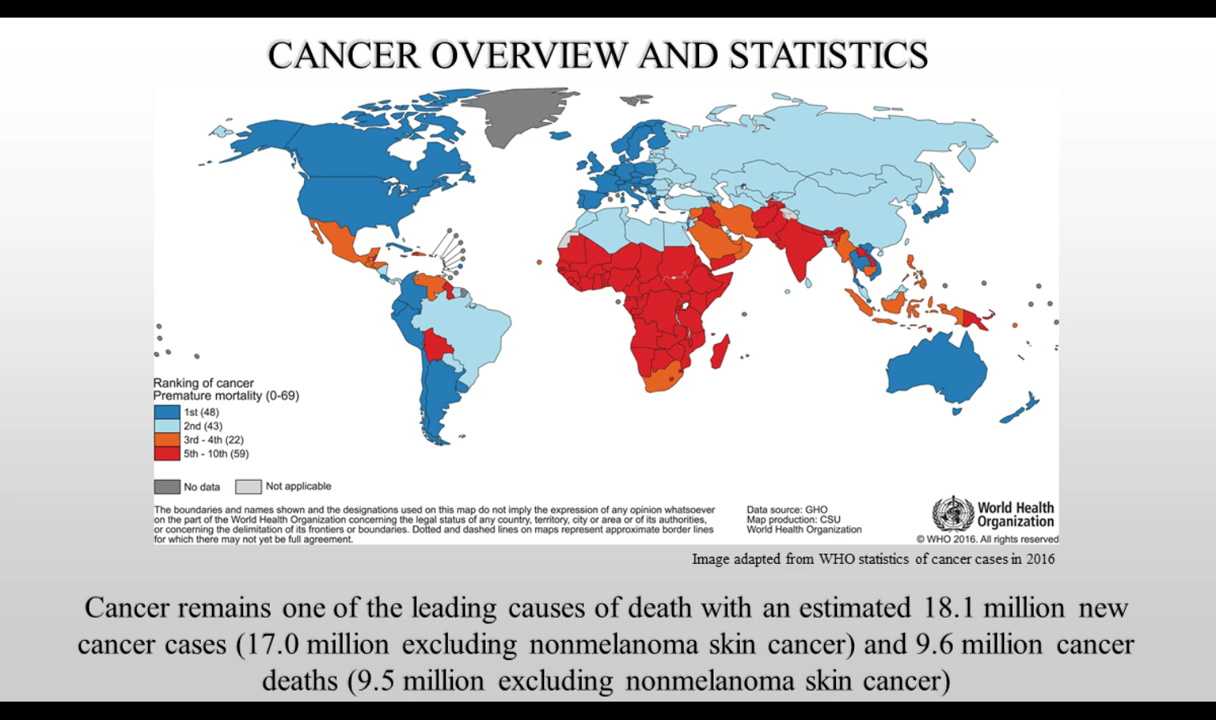 CANCER OVERVIEW AND STATISTICS
Ranking of cancer
Premature mortality (0-69)
1st (48)
2nd (43)
3rd - 4th (22)
5th - 10th (59)
No data
Not applicable
The boundaries and names shown and the designations used on this map do not imply the expression of any opinion whatsoever
on the part of the World Health Organization concerning the legal status of any country, territory, city or area or of its authorities,
or concerning the delimitation of its frontiers or boundaries. Dotted and dashed lines on maps represent approximate border lines
for which there may not yet be full agreement.
Data source: GHO
Map production: CSU
World Health Organization
World Health
Organization
© WHO 2016. All rights reserved
Image adapted from WHO statistics of cancer cases in 2016
Cancer remains one of the leading causes of death with an estimated 18.1 million new
cancer cases (17.0 million excluding nonmelanoma skin cancer) and 9.6 million cancer
deaths (9.5 million excluding nonmelanoma skin cancer)